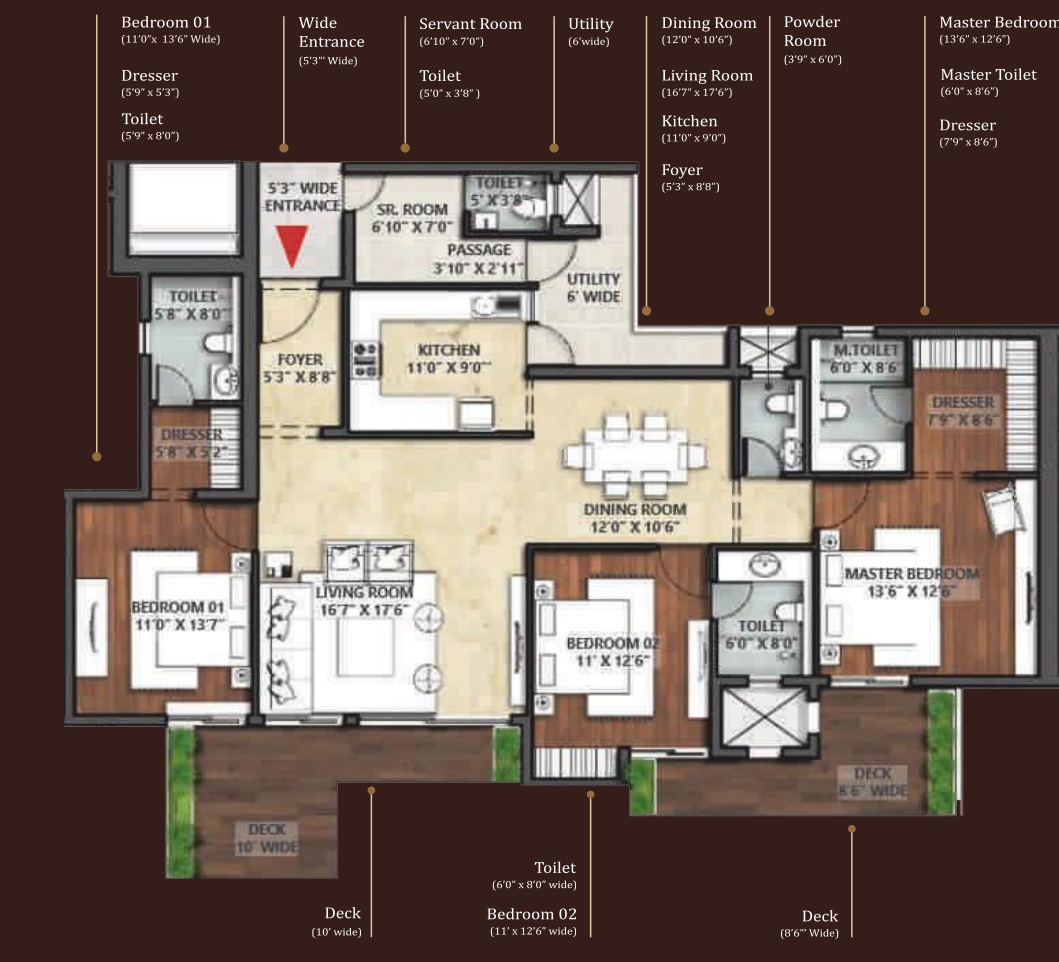 Bedroom 01
(11'0"x 13'6" Wide)
Dresser
(5'9" x 5'3")
Toilet
(5'9" x 8'0")
Wide
Entrance
(5'3"' Wide)
Servant Room
(6'10" x 7'0")
Toilet
(5'0" x 3'8" )
Utility
(6'wide)
Dining Room
(12'0" x 10'6")
Living Room
(16'7" x 17'6")
Kitchen
(11'0" x 9'0")
Foyer
(5'3" x 8'8")
Powder
Room
(3'9" x 6'0")
Master Bedroom
(13'6" x 12'6")
Master Toilet
(6'0" x 8'6")
Dresser
(7'9" x 8'6")
5'3" WIDE
ENTRANCE
SR. ROOM
6'10" X 7'0"
TOILET
5' X 3'8"
PASSAGE
3'10" X 2'11"
UTILITY
6' WIDE
TOILET
5'8" X 8'0"
FOYER
5'3" X 8'8"
KITCHEN
11'0" X 9'0"
M.TOILET
6'0" X 8'6"
DRESSER
7'9" X 8'6"
DRESSER
5'8" X 5'2"
DINING ROOM
12'0" X 10'6"
BEDROOM 01
11'0" X 13'7"
LIVING ROOM
16'7" X 17'6"
BEDROOM 02
11' X 12'6"
TOILET
6'0" X 8'0"
MASTER BEDROOM
13'6" X 12'6"
DECK
10' WIDE
DECK
8'6" WIDE
Deck
(10' wide)
Toilet
(6'0" x 8'0" wide)
Bedroom 02
(11' x 12'6" wide)
Deck
(8'6"' Wide)